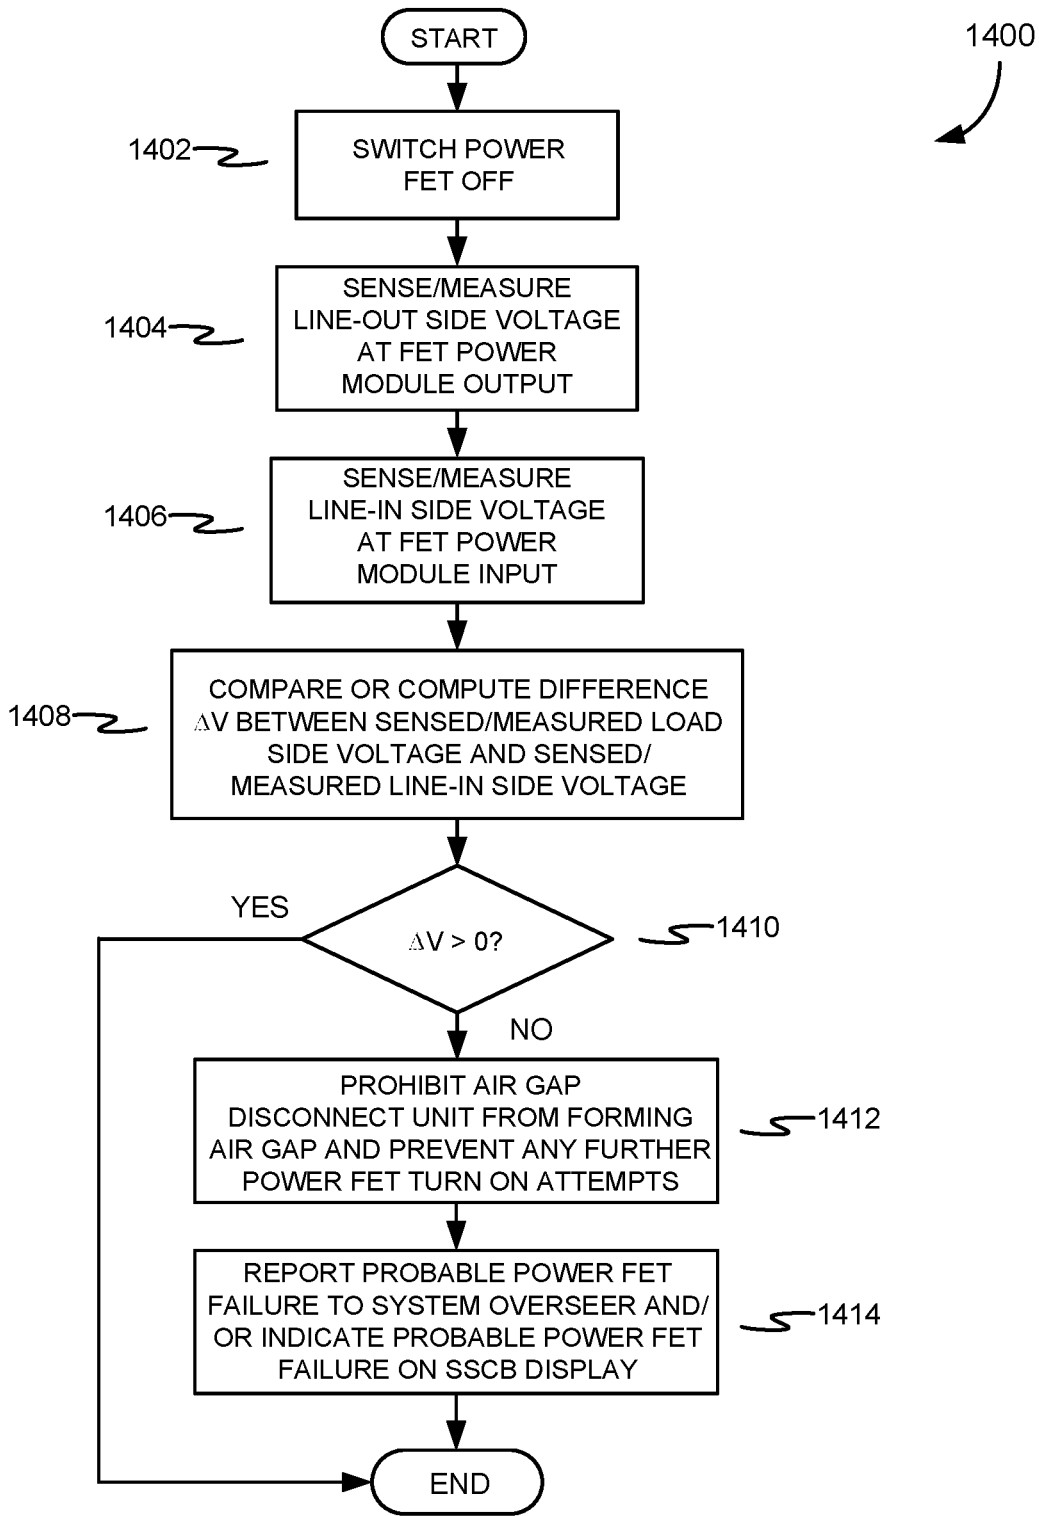 START
1400
1402
SWITCH POWER
FET OFF
1404
SENSE/MEASURE
LINE-OUT SIDE VOLTAGE
AT FET POWER
MODULE OUTPUT
1406
SENSE/MEASURE
LINE-IN SIDE VOLTAGE
AT FET POWER
MODULE INPUT
1408
COMPARE OR COMPUTE DIFFERENCE
ΔV BETWEEN SENSED/MEASURED LOAD
SIDE VOLTAGE AND SENSED/
MEASURED LINE-IN SIDE VOLTAGE
YES
ΔV > 0?
1410
NO
PROHIBIT AIR GAP
DISCONNECT UNIT FROM FORMING
AIR GAP AND PREVENT ANY FURTHER
POWER FET TURN ON ATTEMPTS
1412
REPORT PROBABLE POWER FET
FAILURE TO SYSTEM OVERSEER AND/
OR INDICATE PROBABLE POWER FET
FAILURE ON SSCB DISPLAY
1414
END